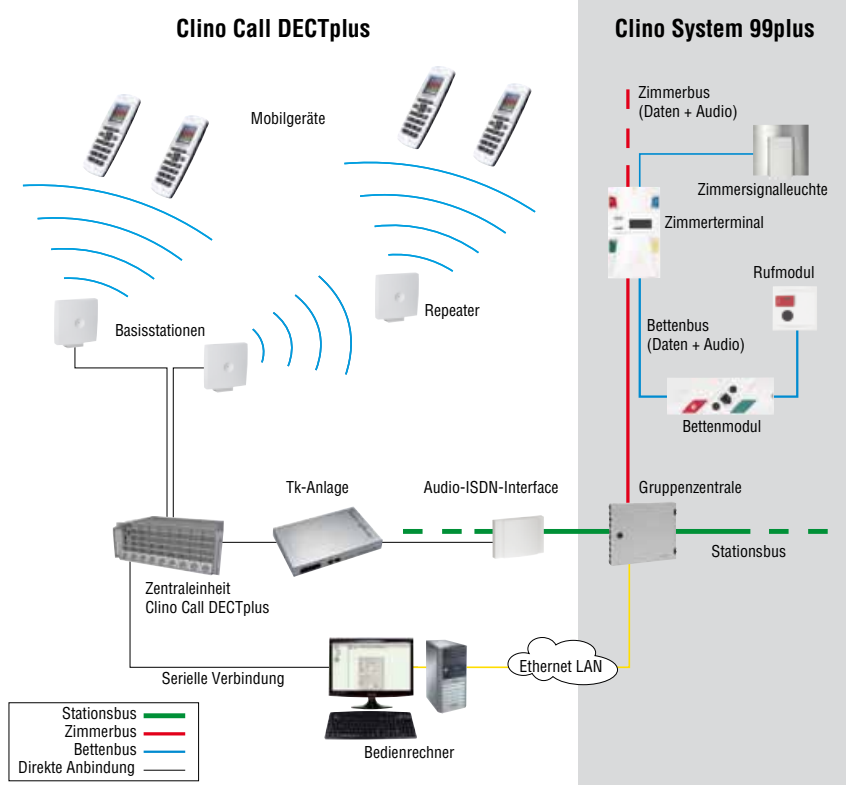 Clino Call DECTplus
Clino System 99plus
Mobilgeräte
Zimmerbus
(Daten + Audio)
Zimmersignalleuchte
Zimmerterminal
Rufmodul
Repeater
Basisstationen
Bettenbus
(Daten + Audio)
Bettenmodul
Tk-Anlage
Audio-ISDN-Interface
Gruppenzentrale
Stationsbus
Zentraleinheit
Clino Call DECTplus
Ethernet LAN
Serielle Verbindung
Bedienrechner
Stationsbus
Zimmerbus
Bettenbus
Direkte Anbindung